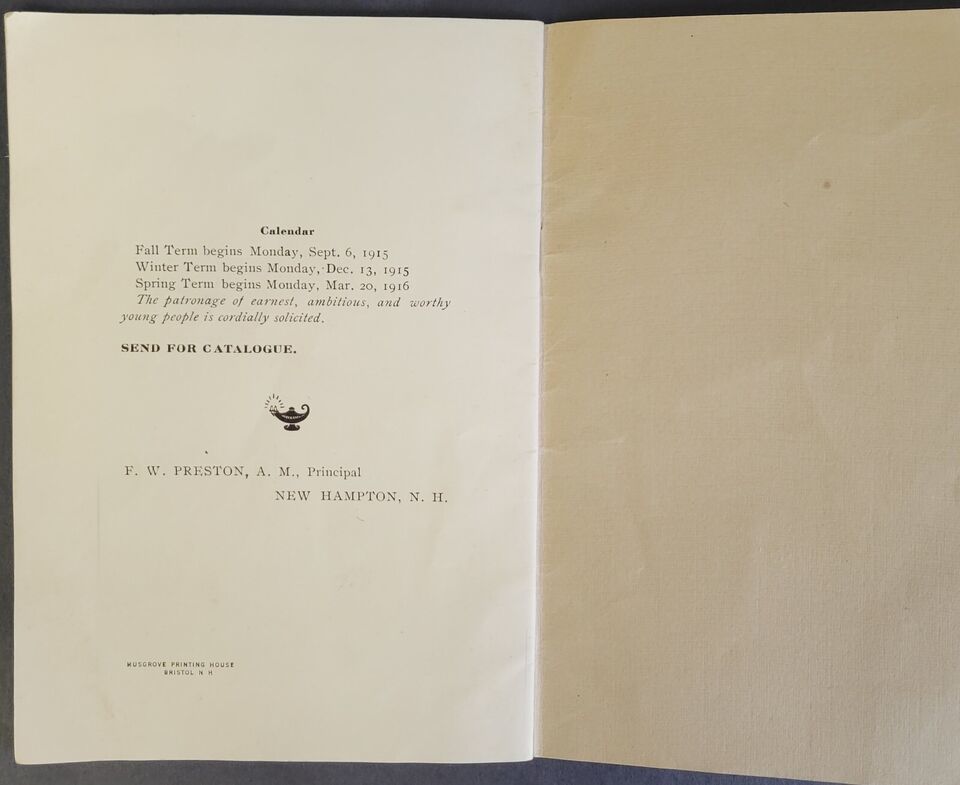 Calendar
Fall Term begins Monday, Sept. 6, 1915
Winter Term begins Monday, Dec. 13, 1915
Spring Term begins Monday, Mar. 20, 1916
The patronage of earnest, ambitious, and worthy
young people is cordially solicited.
SEND FOR CATALOGUE.
F. W. PRESTON, A. M., Principal
NEW HAMPTON, N. H.
MUSGROVE PRINTING HOUSE
BRISTOL N H